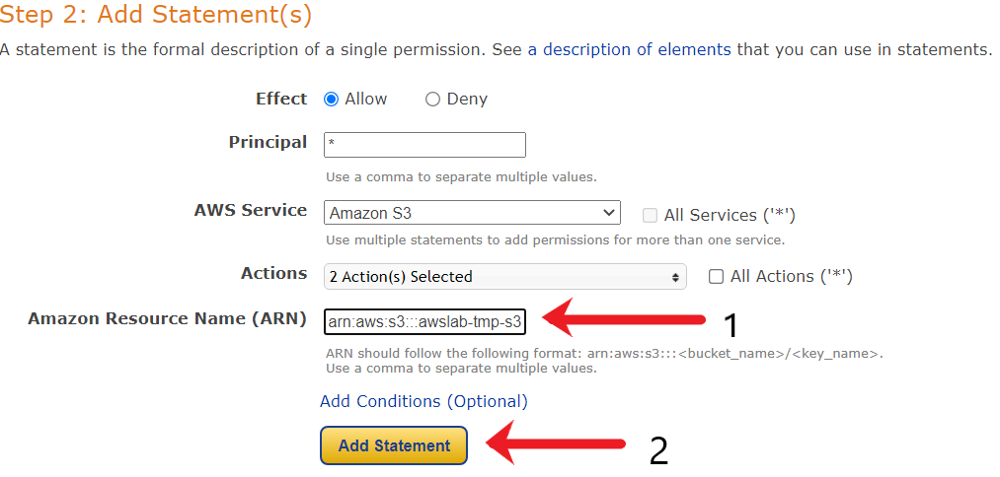 Step 2: Add Statement(s)
A statement is the formal description of a single permission. See a description of elements that you can use in statements.
Effect Allow Deny
Principal *
Use a comma to separate multiple values.
AWS Service Amazon S3 All Services ('*')
Use multiple statements to add permissions for more than one service.
Actions 2 Action(s) Selected All Actions ('*')
Amazon Resource Name (ARN) arn:aws:s3:::awslab-tmp-s3 1
ARN should follow the following format: arn:aws:s3:::<bucket_name>/<key_name>.
Use a comma to separate multiple values.
Add Conditions (Optional)
Add Statement 2